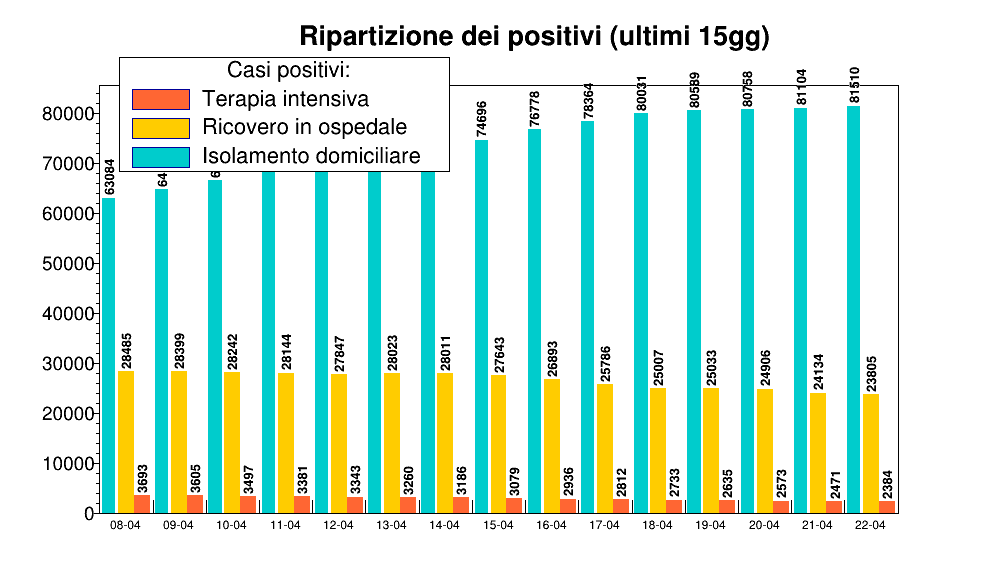 Ripartizione dei positivi (ultimi 15gg)
Casi positivi:
Terapia intensiva
Ricovero in ospedale
Isolamento domiciliare
80000
70000
60000
50000
40000
30000
20000
10000
0
63084 28485 3693
64 28399 3605
6 28242 3497
28144 3381
27847 3343
28023 3260
28011 3186
74696 27643 3079
76778 26893 2936
78364 25786 2812
80031 25007 2733
80589 25033 2635
80758 24906 2573
81104 24134 2471
81510 23805 2384
08-04 09-04 10-04 11-04 12-04 13-04 14-04 15-04 16-04 17-04 18-04 19-04 20-04 21-04 22-04